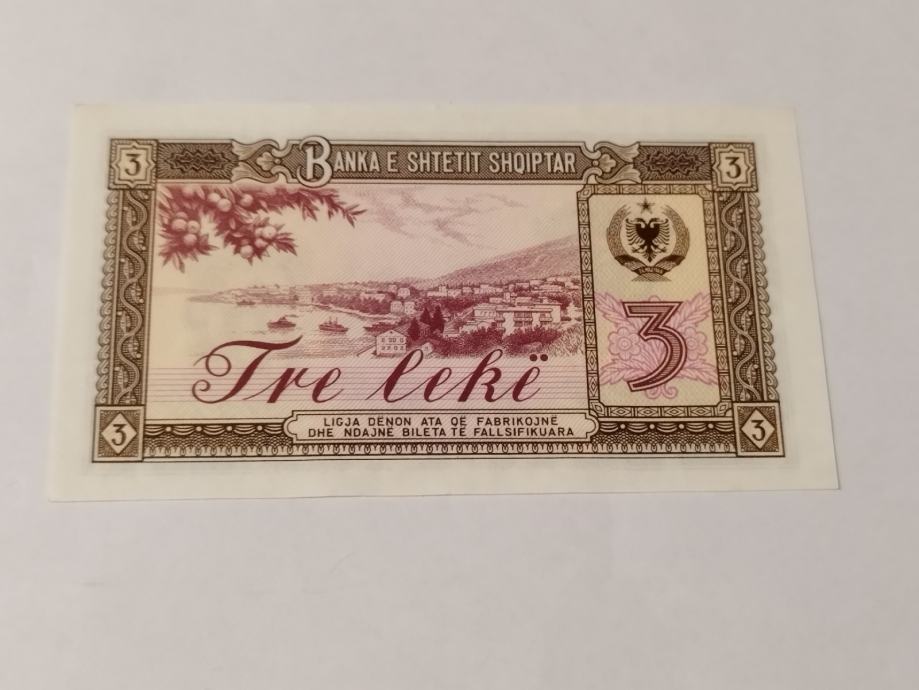 3 BANKA E SHTETIT SHQIPTAR 3
3
Tre lekë
LIGJA DËNON ATA QË FABRIKOJNË
DHE NDAJNË BILETA TË FALLSIFIKUARA
3 3